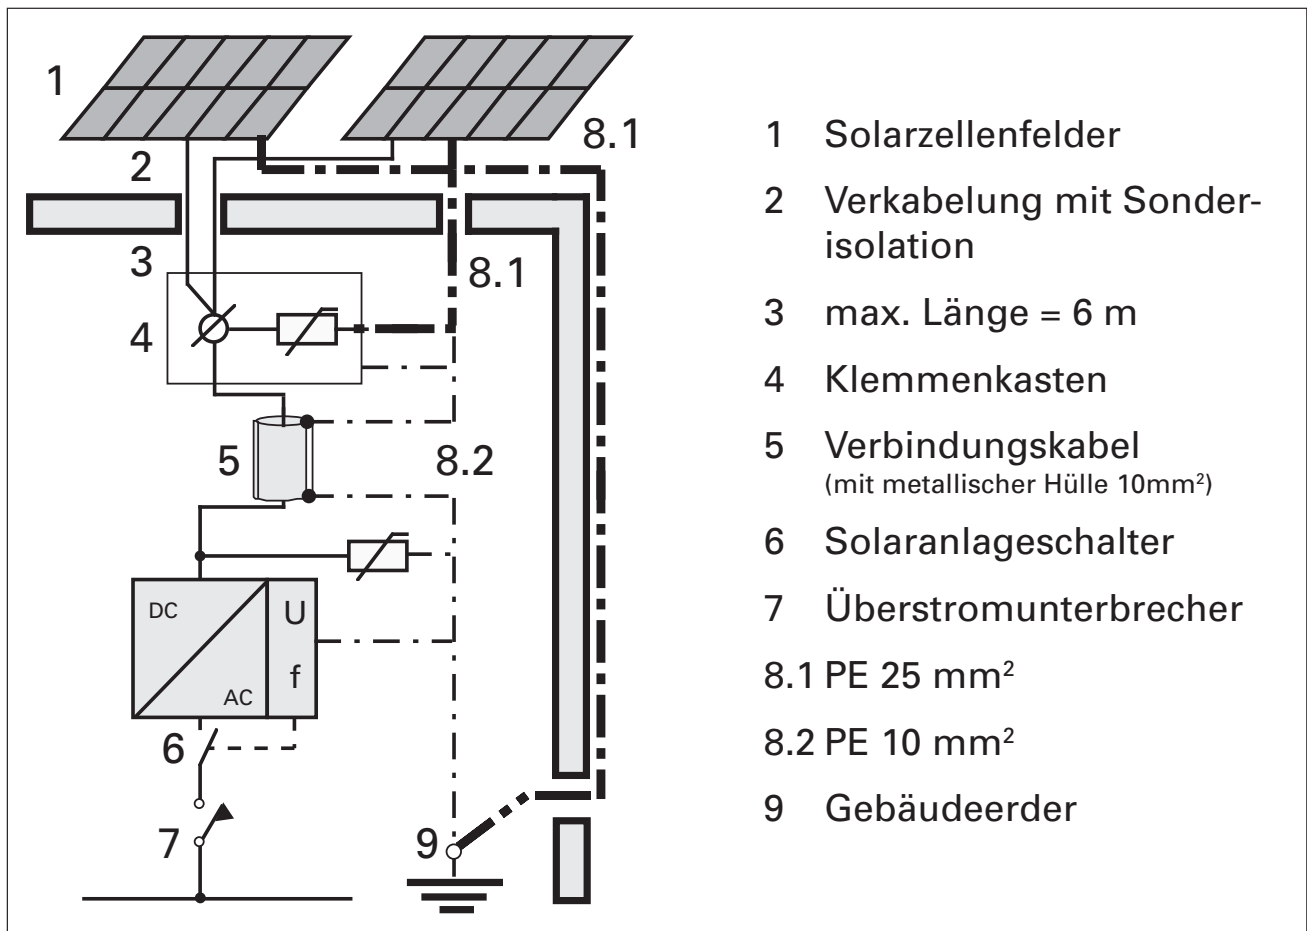 1
8.1
2
3
8.1
4
5
8.2
DC
U
AC
f
6
7
9
1 Solarzellenfelder
2 Verkabelung mit Sonder-
isolation
3 max. Länge = 6 m
4 Klemmenkasten
5 Verbindungskabel
(mit metallischer Hülle 10mm²)
6 Solaranlageschalter
7 Überstromunterbrecher
8.1 PE 25 mm²
8.2 PE 10 mm²
9 Gebäudeerder